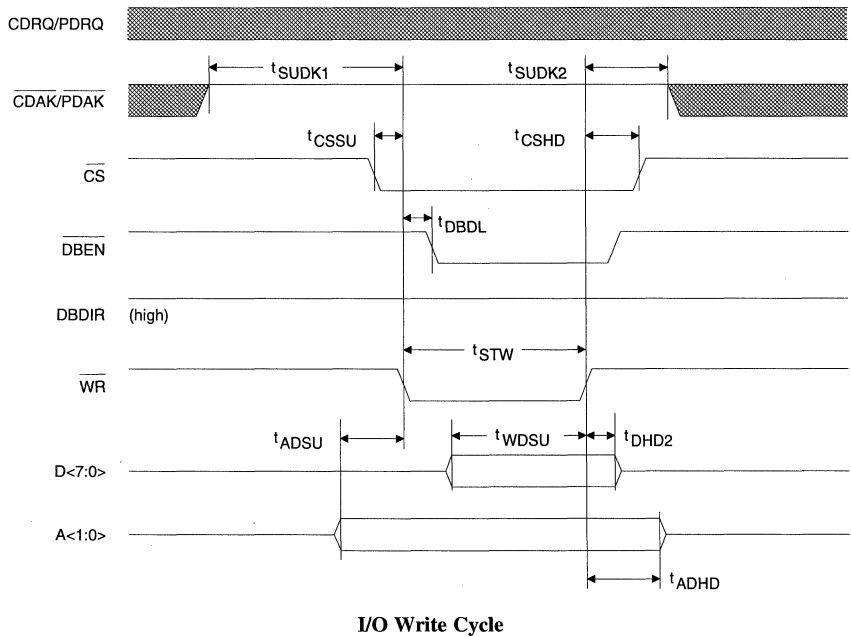 CDRQ/PDRQ
tSUDK1 tSUDK2
CDAK/PDAK
tCSSU tCSHD
CS
tDBDL
DBEN
DBDIR (high)
tSTW
WR
tADSU tWDSU tDHD2
D<7:0>
A<1:0>
tADHD
I/O Write Cycle